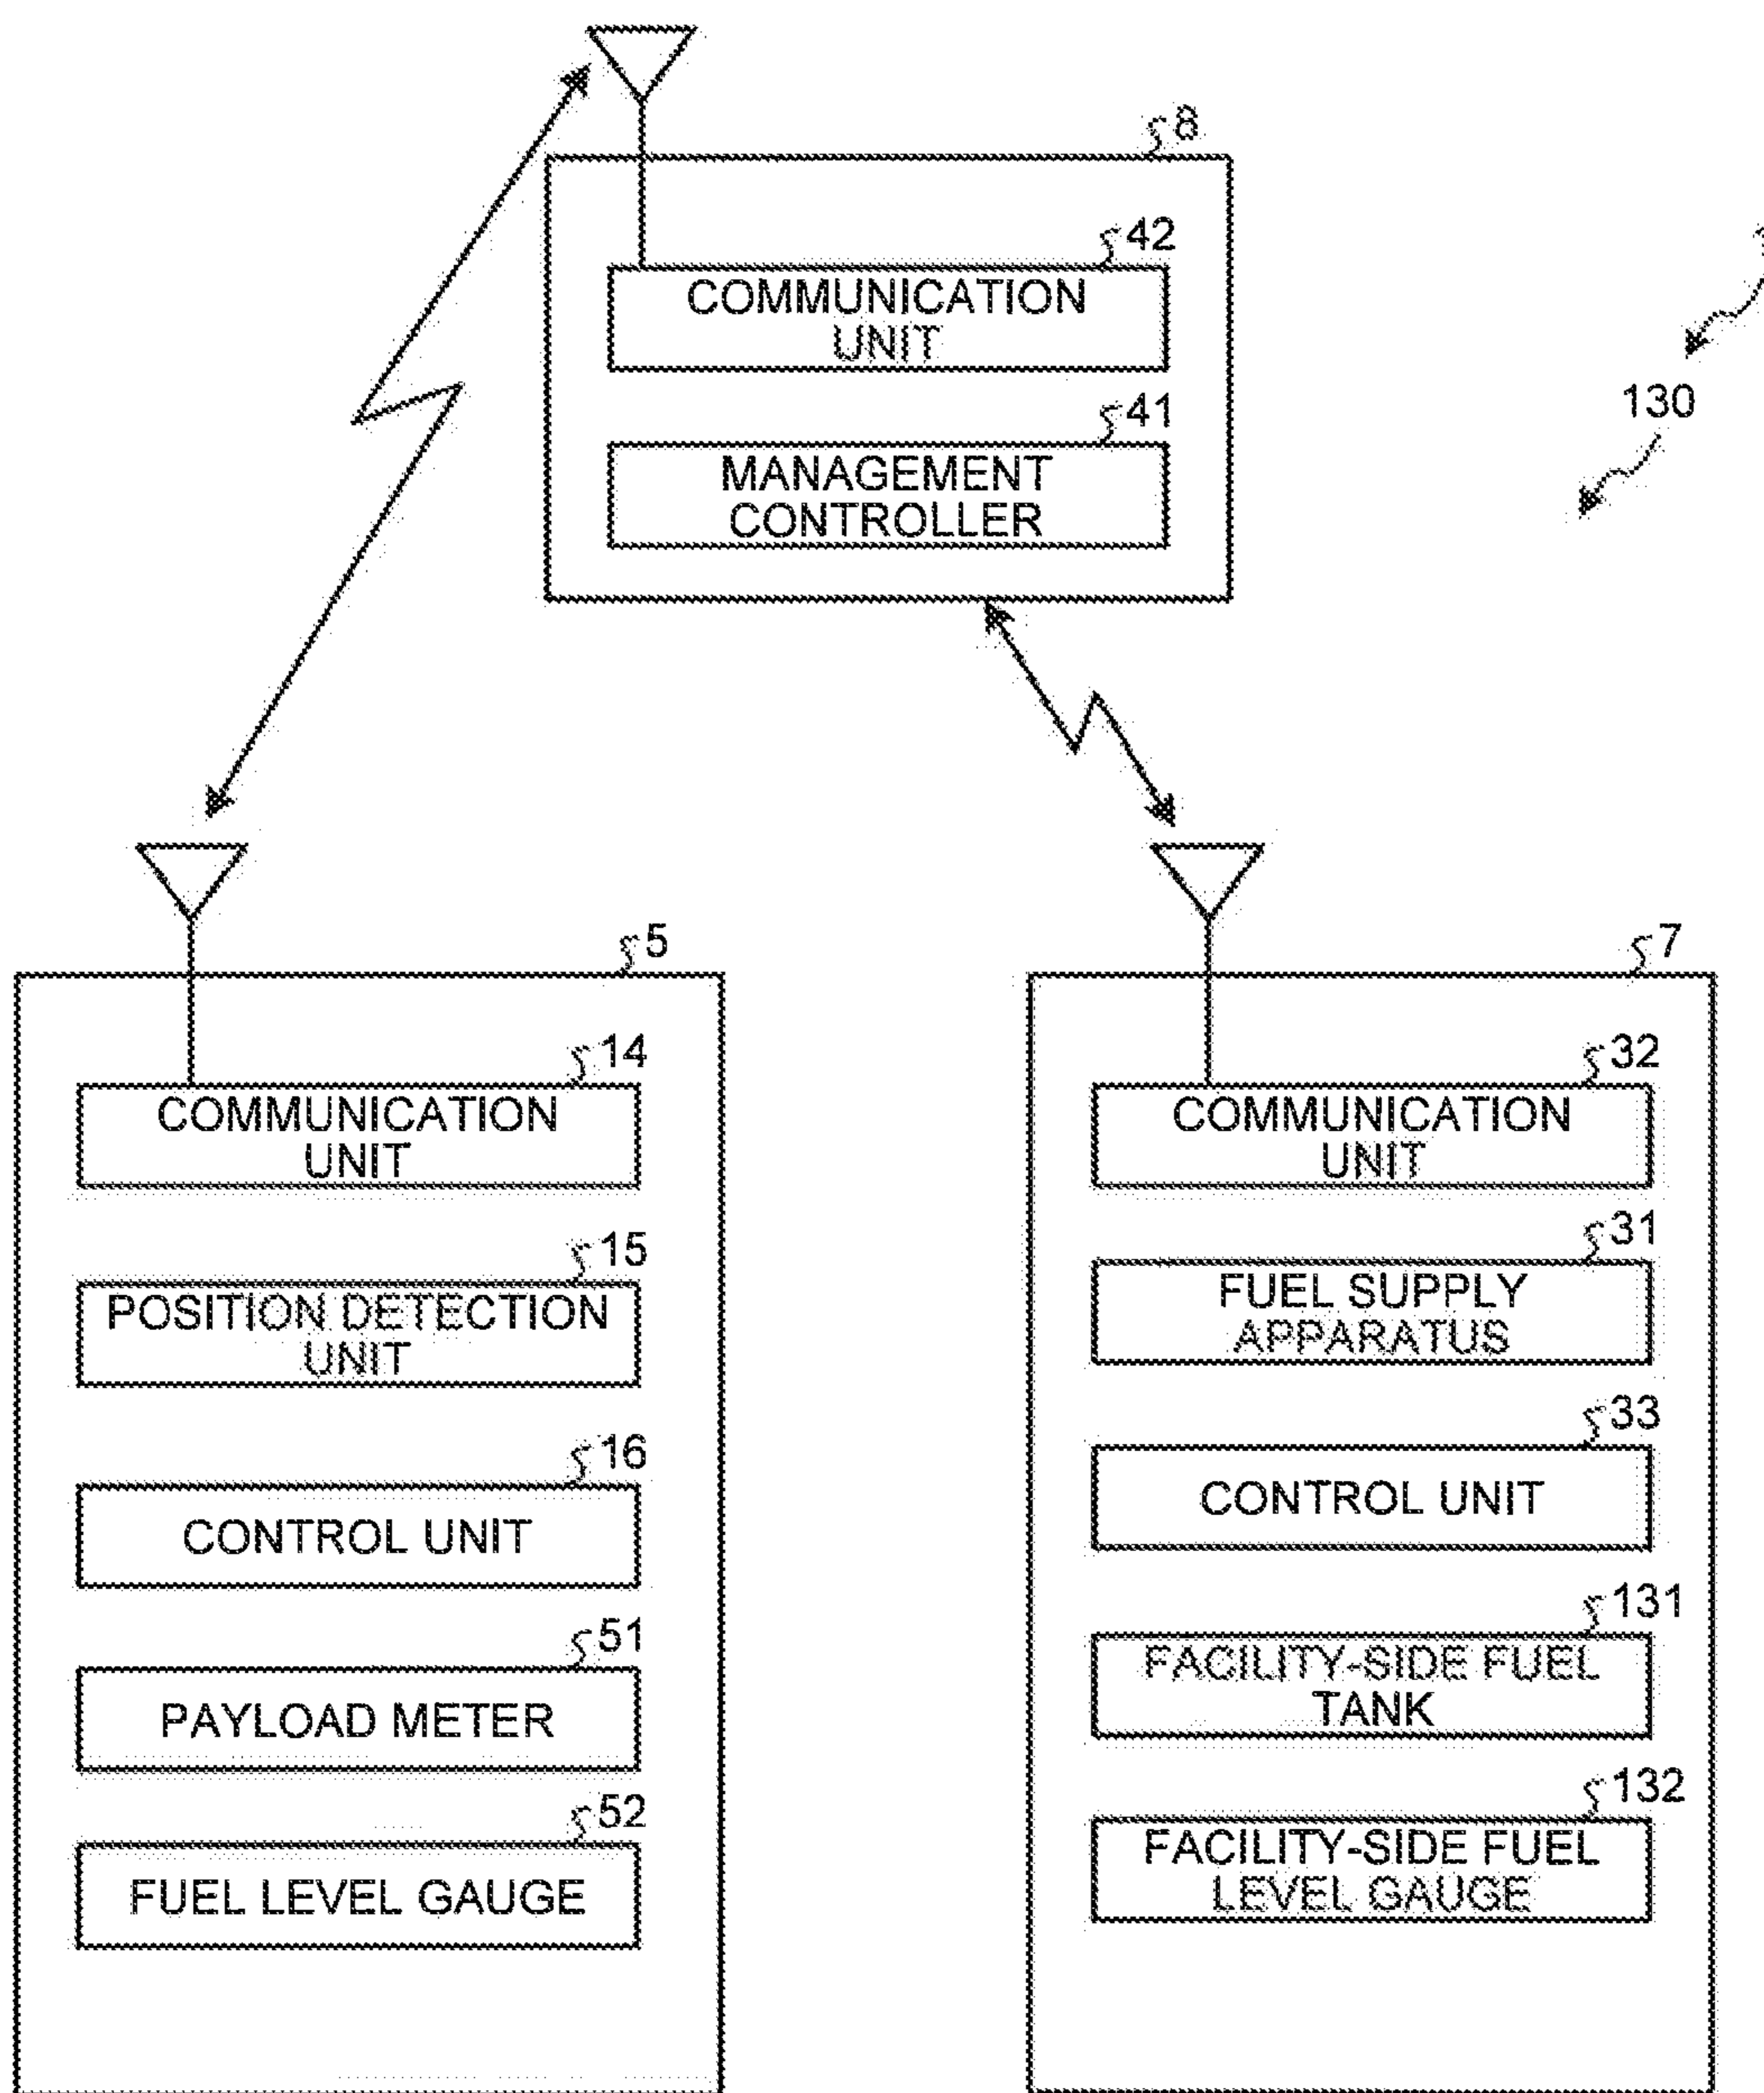 8
42
COMMUNICATION
UNIT
41
MANAGEMENT
CONTROLLER
130
5
14
COMMUNICATION
UNIT
15
POSITION DETECTION
UNIT
16
CONTROL UNIT
51
PAYLOAD METER
52
FUEL LEVEL GAUGE
7
32
COMMUNICATION
UNIT
31
FUEL SUPPLY
APPARATUS
33
CONTROL UNIT
131
FACILITY-SIDE FUEL
TANK
132
FACILITY-SIDE FUEL
LEVEL GAUGE